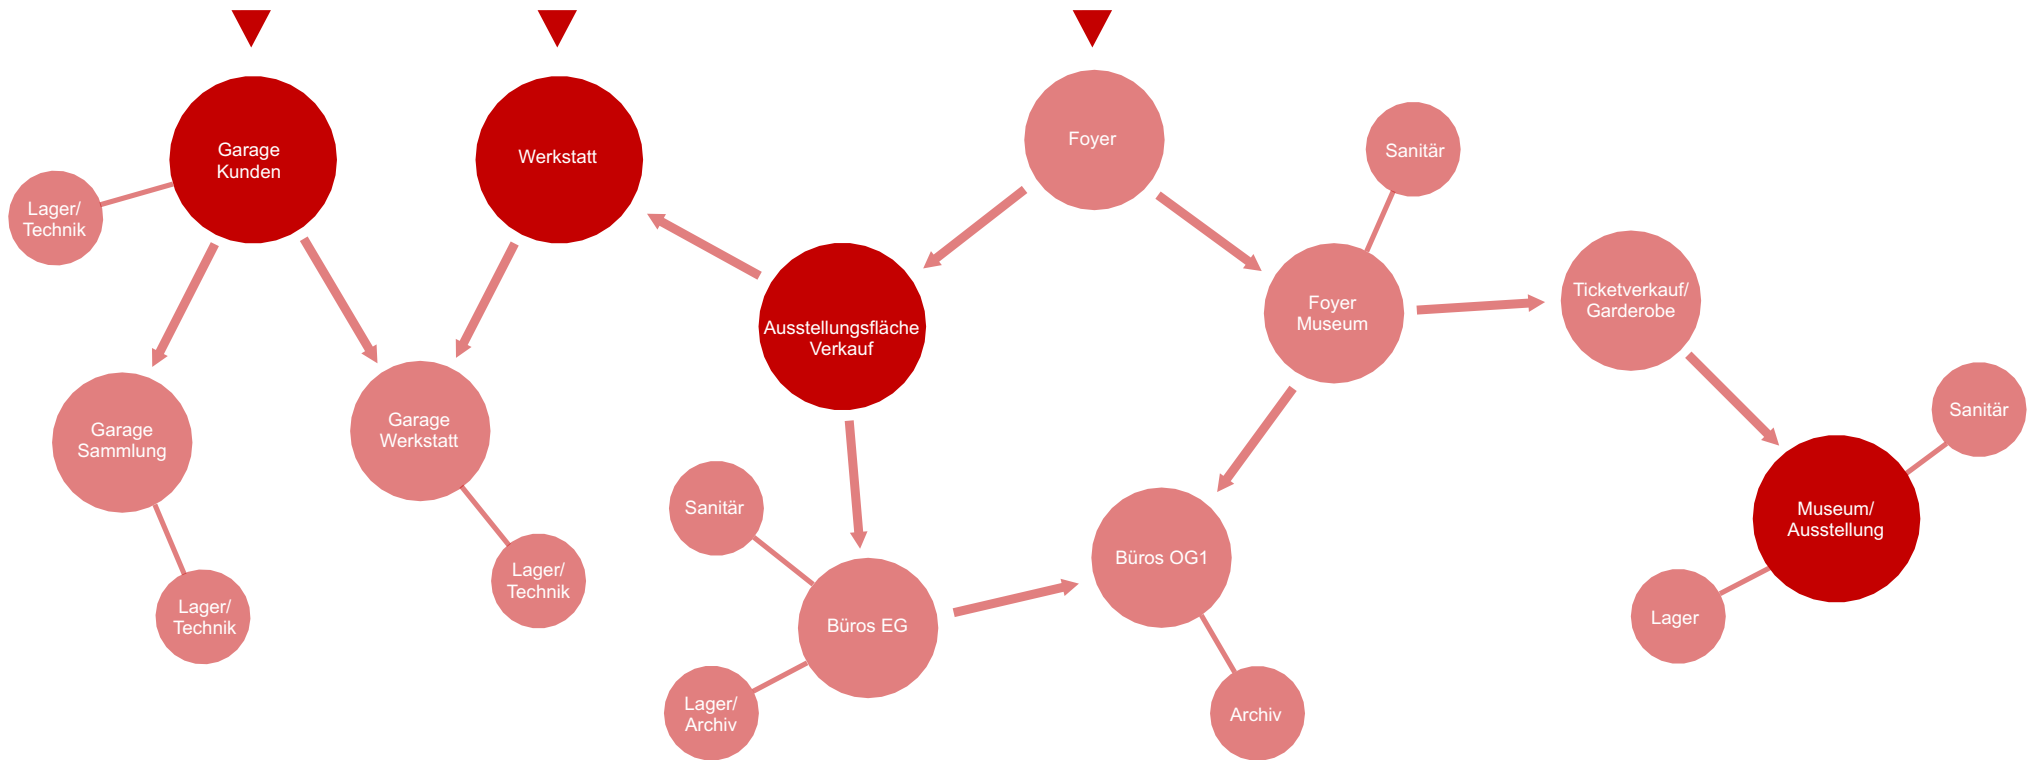 Garage
Kunden
Werkstatt
Foyer
Sanitär
Lager/
Technik
Ausstellungsfläche
Verkauf
Foyer
Museum
Ticketverkauf/
Garderobe
Garage
Sammlung
Garage
Werkstatt
Sanitär
Sanitär
Museum/
Ausstellung
Büros OG1
Lager/
Technik
Lager/
Technik
Büros EG
Lager
Lager/
Archiv
Archiv